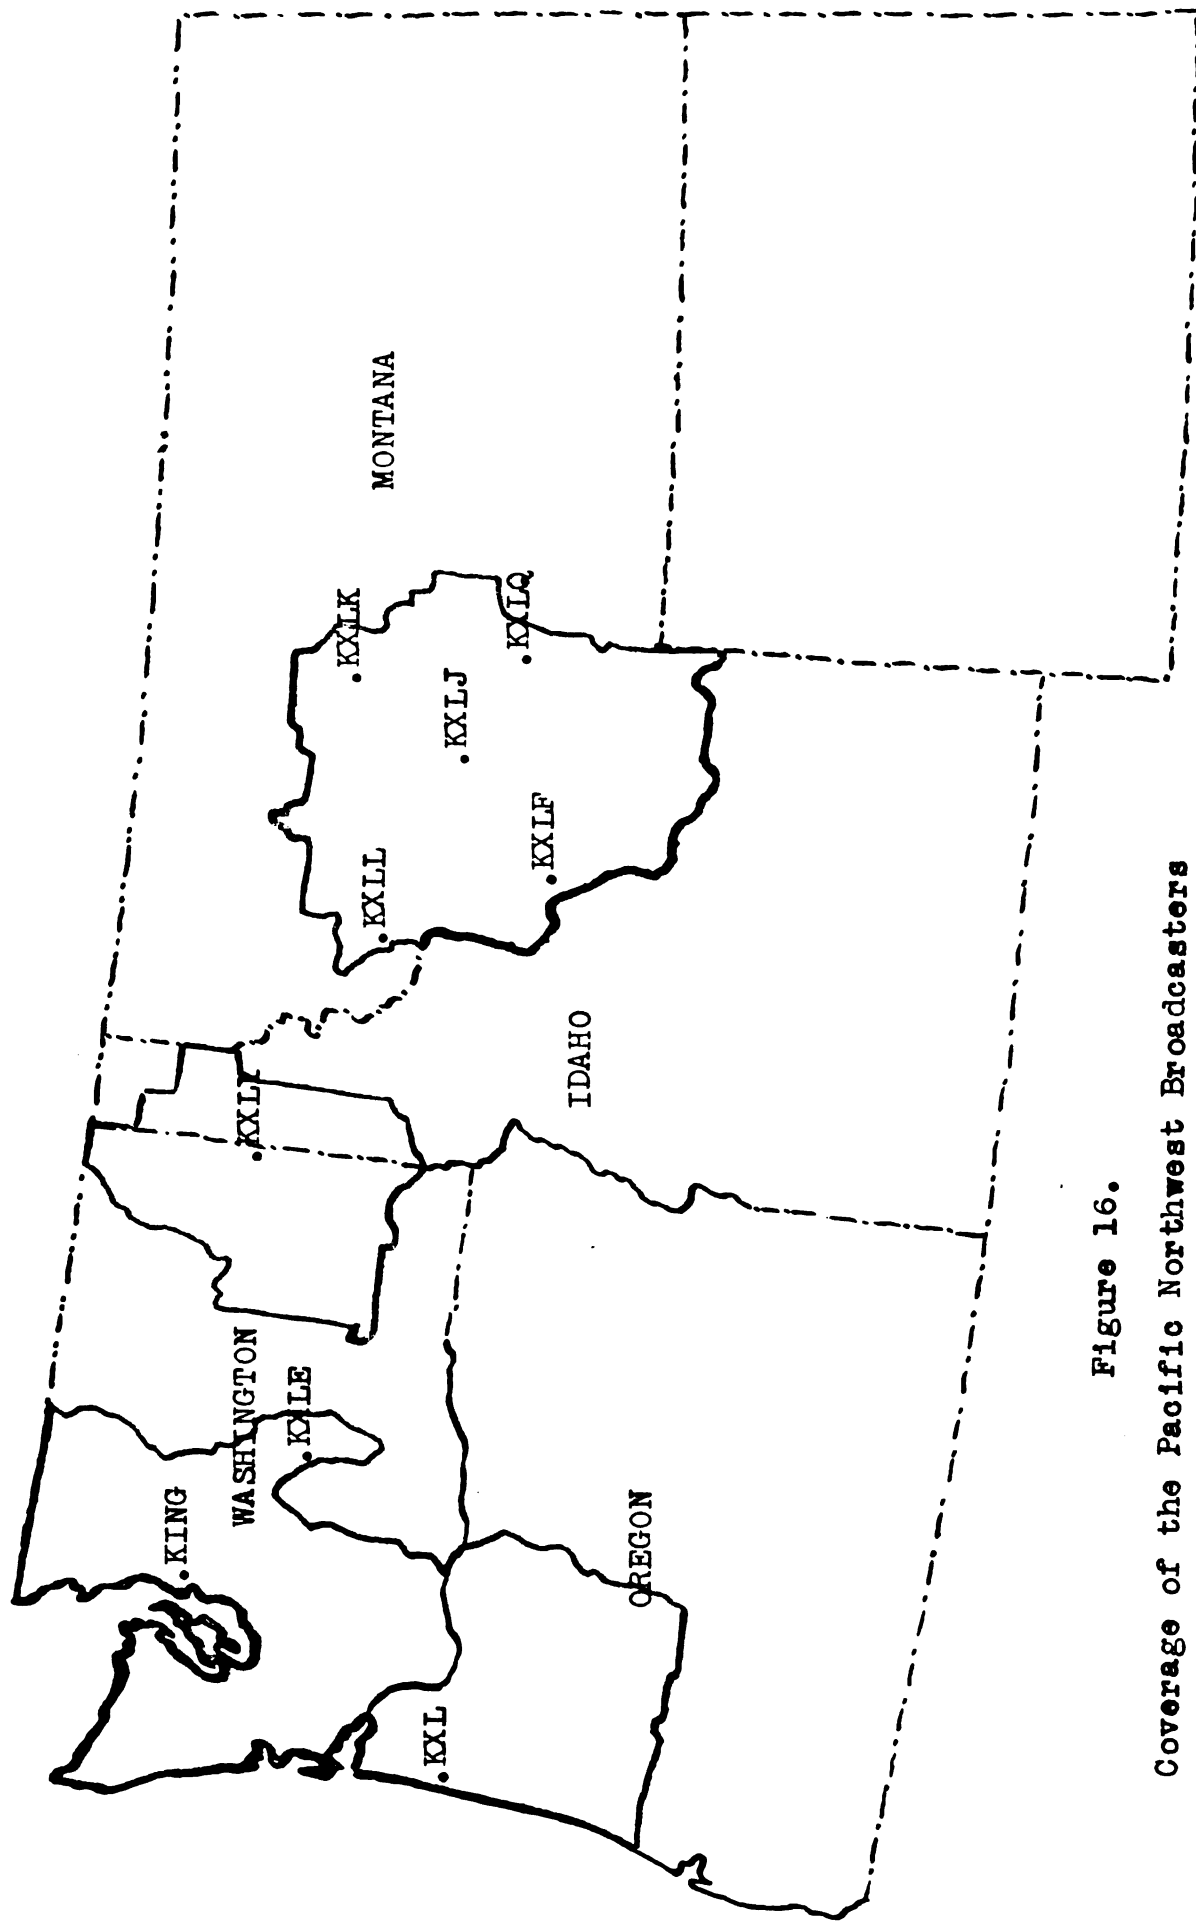 KING
WASHINGTON
KXLE
KXLY
KXL
OREGON
IDAHO
KXLL
KXLF
KXLJ
KXLK
KXLQ
MONTANA
Figure 16.
Coverage of the Pacific Northwest Broadcasters